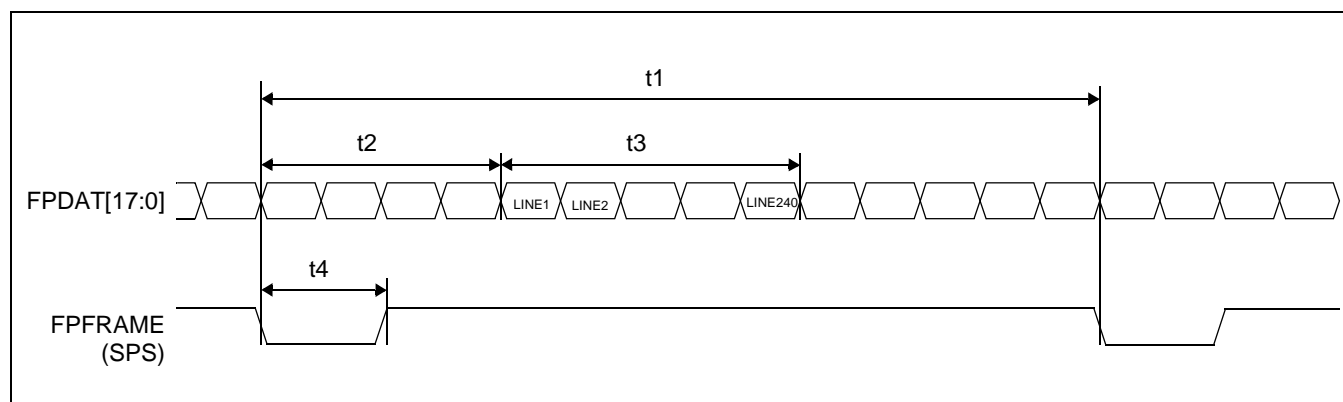 t1
t2
t3
FPDAT[17:0]
LINE1
LINE2
LINE240
t4
FPFRAME
(SPS)